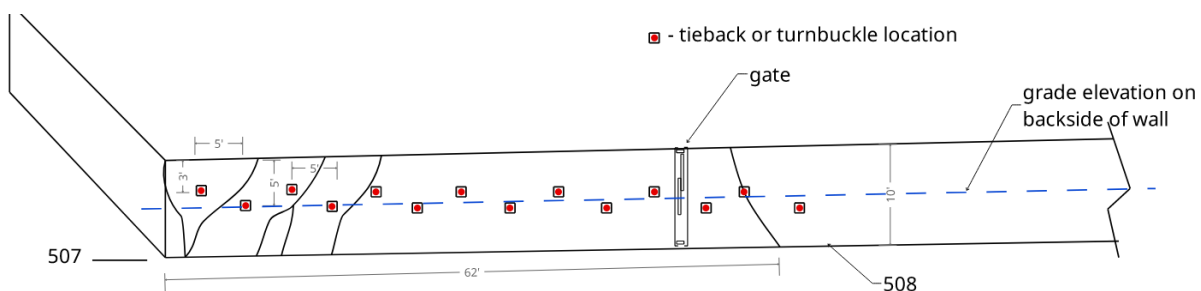 - tieback or turnbuckle location
gate
grade elevation on
backside of wall
5'
3'
5'
5'
10'
507
62'
508